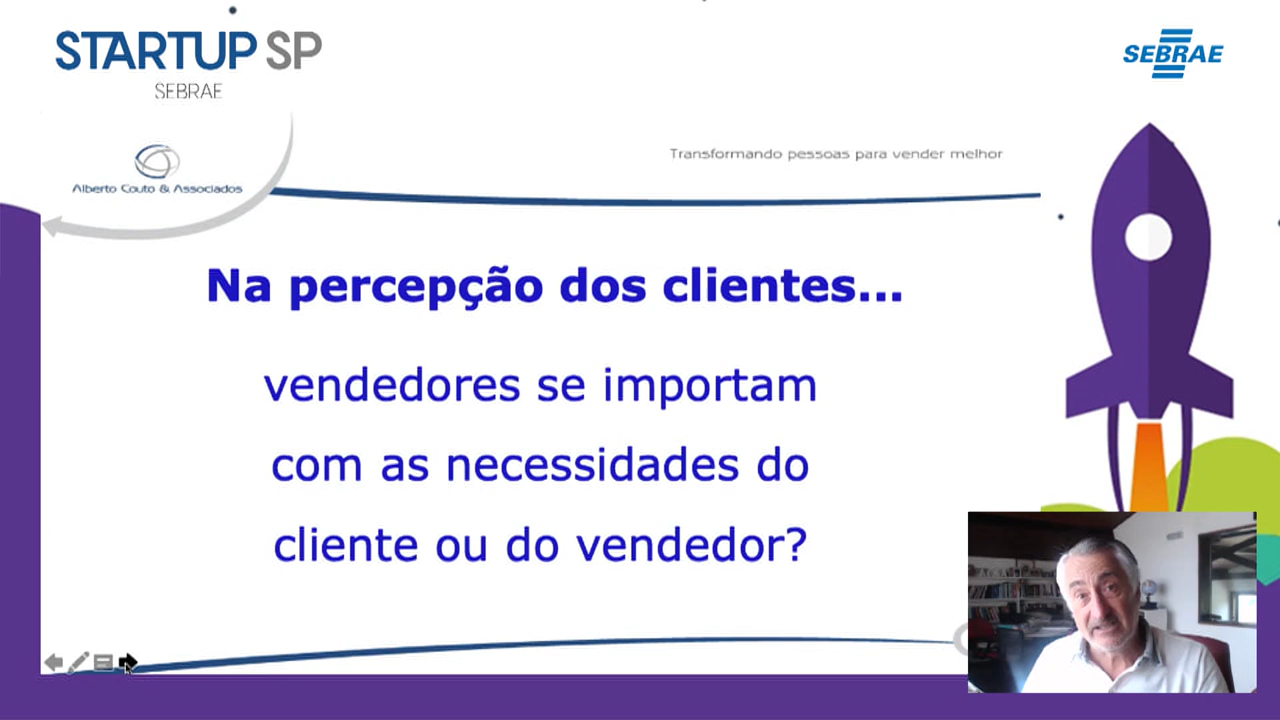 STARTUP SP
SEBRAE
SEBRAE
Alberto Couto & Associados
Transformando pessoas para vender melhor
Na percepção dos clientes...
vendedores se importam
com as necessidades do
cliente ou do vendedor?